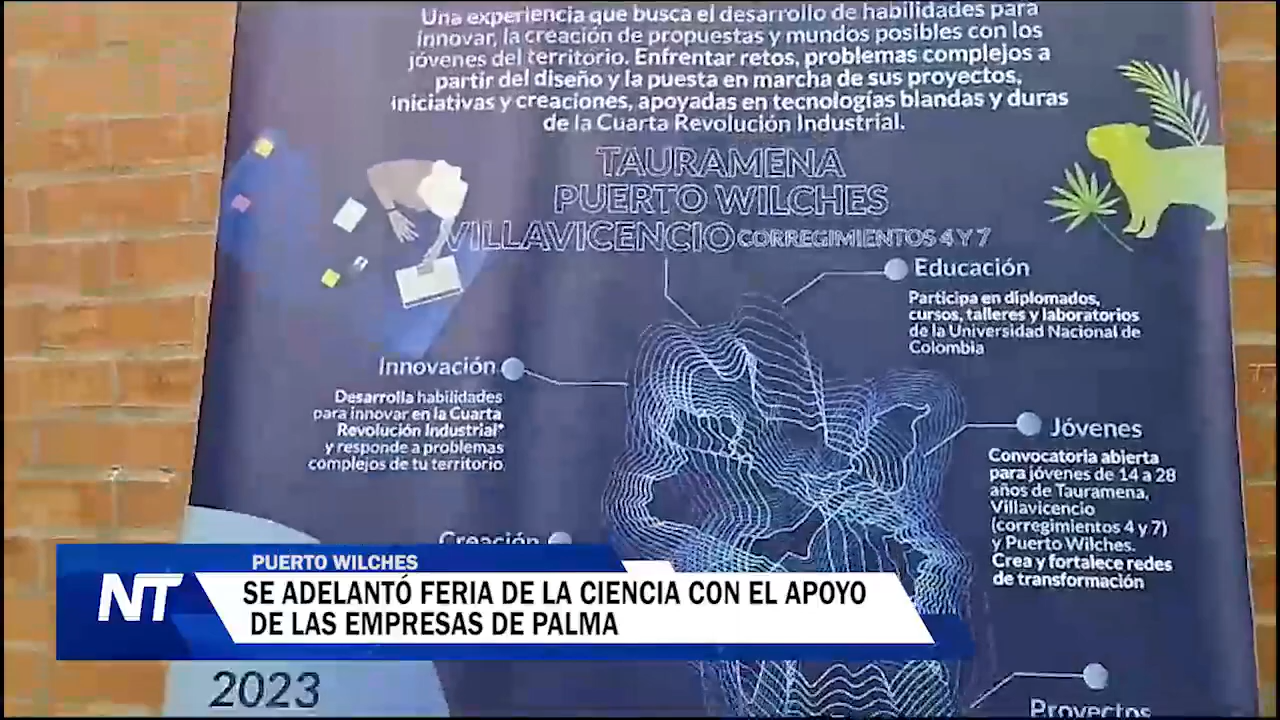 Una experiencia que busca el desarrollo de habilidades para
innovar, la creación de propuestas y mundos posibles con los
jóvenes del territorio. Enfrentar retos, problemas complejos a
partir del diseño y la puesta en marcha de sus proyectos,
iniciativas y creaciones, apoyadas en tecnologías blandas y duras
de la Cuarta Revolución Industrial.
TAURAMENA
PUERTO WILCHES
VILLAVICENCIO CORREGIMIENTOS 4 Y 7
Educación
Participa en diplomados,
cursos, talleres y laboratorios
de la Universidad Nacional de
Colombia
Innovación
Desarrolla habilidades
para innovar en la Cuarta
Revolución Industrial*
y responde a problemas
complejos de tu territorio
Jóvenes
Convocatoria abierta
para jóvenes de 14 a 28
años de Tauramena,
Villavicencio
(corregimientos 4 y 7)
y Puerto Wilches.
Crea y fortalece redes
de transformación
Creación
PUERTO WILCHES
NT
SE ADELANTÓ FERIA DE LA CIENCIA CON EL APOYO
DE LAS EMPRESAS DE PALMA
2023
Proyectos